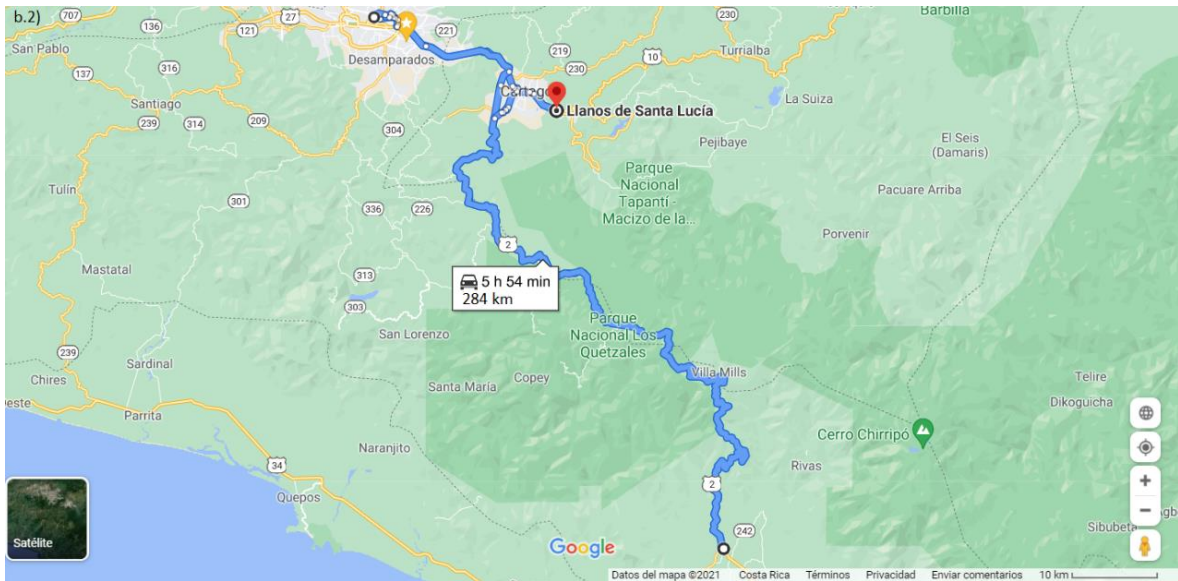 b.2)
707
27
136
121
230
Barbilla
San Pablo
219
Turrialba
Desamparados
316
10
230
137
Cartago
Llanos de Santa Lucía
La Suiza
Santiago
314
209
304
239
El Seis
(Damaris)
Pejibaye
Parque
Nacional
Tapantí -
Macizo de la...
Pacuare Arriba
Tulín
301
336
226
Porvenir
2
313
Mastatal
5 h 54 min
284 km
303
San Lorenzo
Parque
Nacional Los
Quetzales
239
Sardinal
Chires
Copey
Villa Mills
Telire
Santa María
Dikoguicha
Oeste
Parrita
Cerro Chirripó
Naranjito
Rivas
34
2
Quepos
242
Sibubeta
Satélite
Google
Datos del mapa ©2021 Costa Rica Términos Privacidad Enviar comentarios 10 km